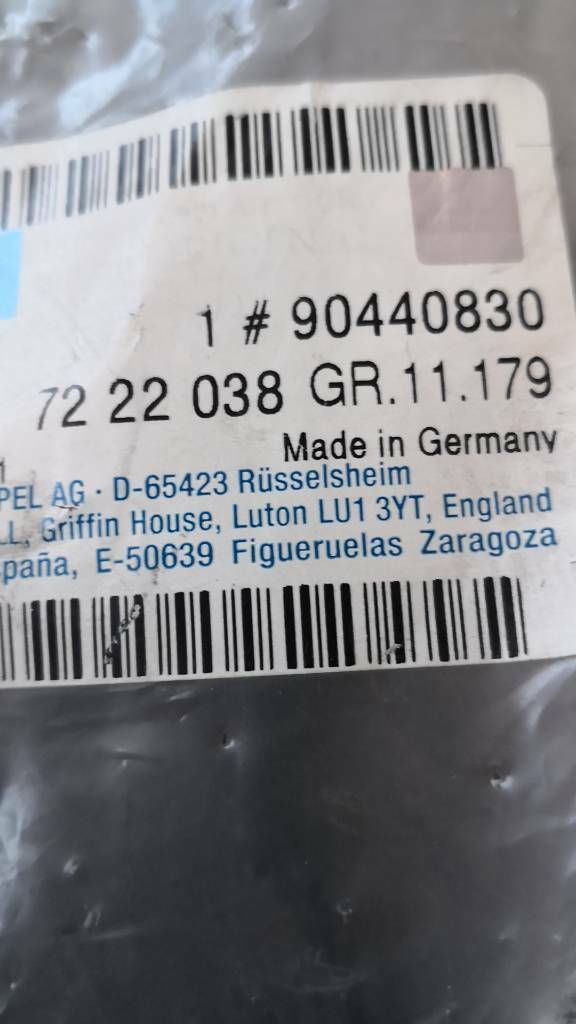 1 # 90440830
72 22 038 GR.11.179
Made in Germany
PEL AG · D-65423 Rüsselsheim
LL, Griffin House, Luton LU1 3YT, England
paña, E-50639 Figueruelas Zaragoza